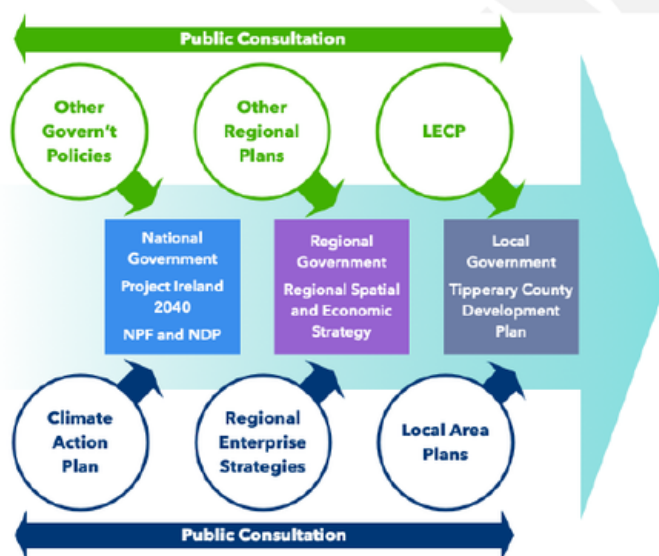 Public Consultation
Other
Govern't
Policies
Other
Regional
Plans
LECP
National
Government
Project Ireland
2040
NPF and NDP
Regional
Government
Regional Spatial
and Economic
Strategy
Local
Government
Tipperary County
Development
Plan
Climate
Action
Plan
Regional
Enterprise
Strategies
Local Area
Plans
Public Consultation